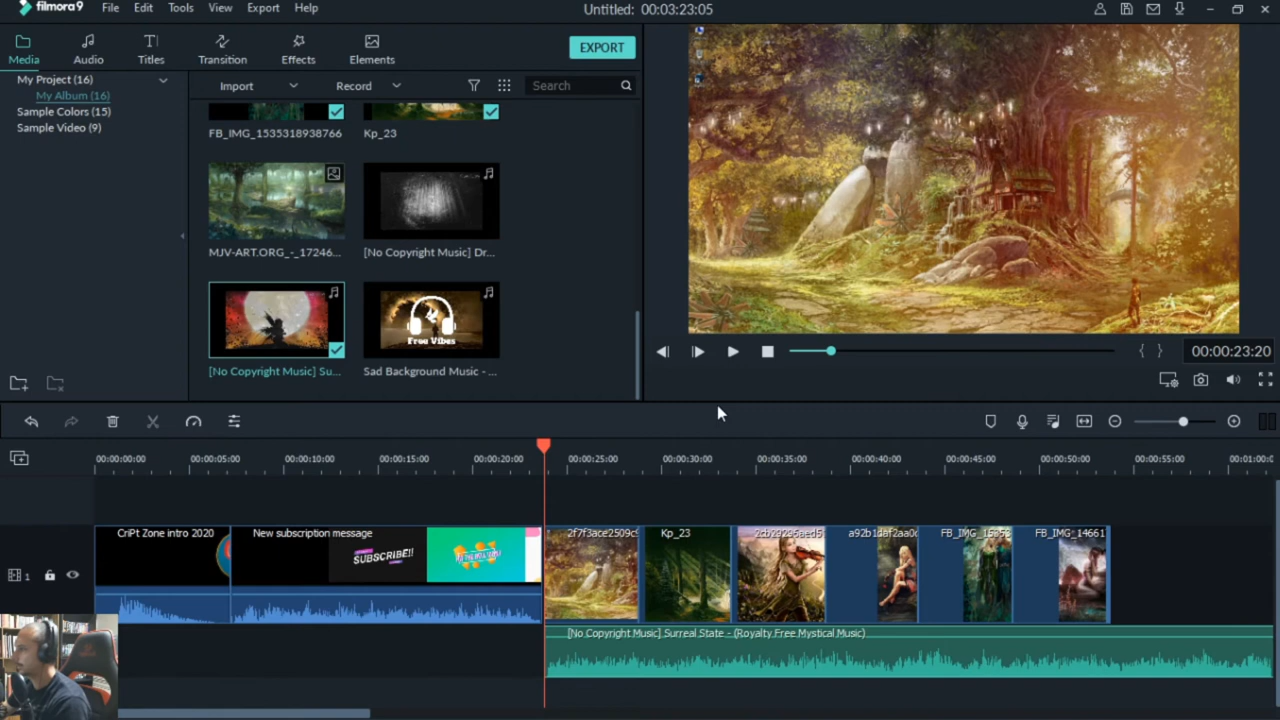 filmora9 File Edit Tools View Export Help Untitled: 00:03:23:05
Media Audio Titles Transition Effects Elements EXPORT
My Project (16)
My Album (16)
Sample Colors (15)
Sample Video (9)
Import Record Search
FB_IMG_1535318938766 Kp_23
MJV-ART.ORG_-_17246... [No Copyright Music] Dr...
Free Vibes
[No Copyright Music] Su... Sad Background Music - ...
{ } 00:00:23:20
00:00:00:00 00:00:05:00 00:00:10:00 00:00:15:00 00:00:20:00 00:00:25:00 00:00:30:00 00:00:35:00 00:00:40:00 00:00:45:00 00:00:50:00 00:00:55:00 00:01:00:0
CriPt Zone intro 2020 New subscription message 2f7f3ace2509c9 Kp_23 a92b1daf2aa0c FB_IMG_15353 FB_IMG_14661
SUBSCRIBE!!
1
[No Copyright Music] Surreal State - (Royalty Free Mystical Music)